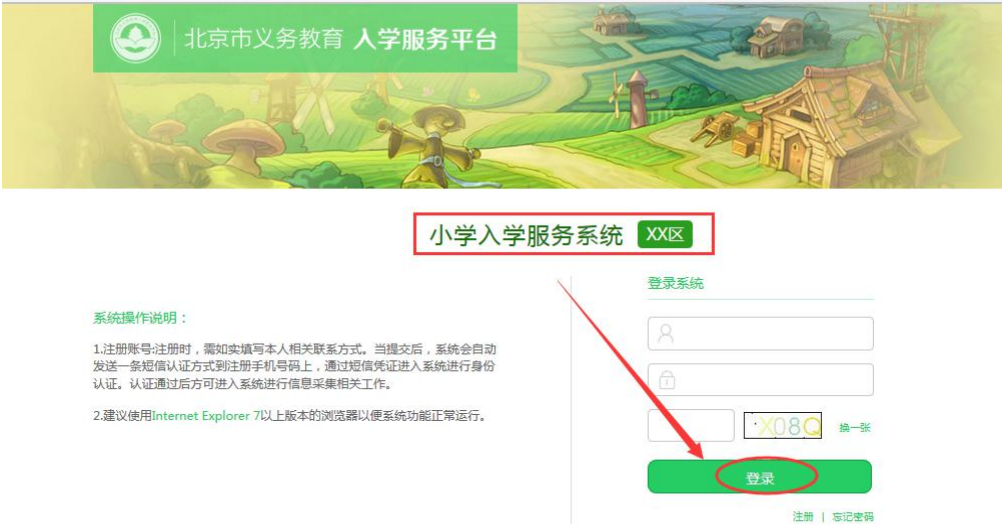 北京市义务教育 入学服务平台
小学入学服务系统 XX区
登录系统
系统操作说明：
1.注册账号:注册时，需如实填写本人相关联系方式。当提交后，系统会自动
发送一条短信认证方式到注册手机号码上，通过短信凭证进入系统进行身份
认证。认证通过后方可进入系统进行信息采集相关工作。
2.建议使用Internet Explorer 7以上版本的浏览器以便系统功能正常运行。
X08Q 换一张
登录
注册 | 忘记密码